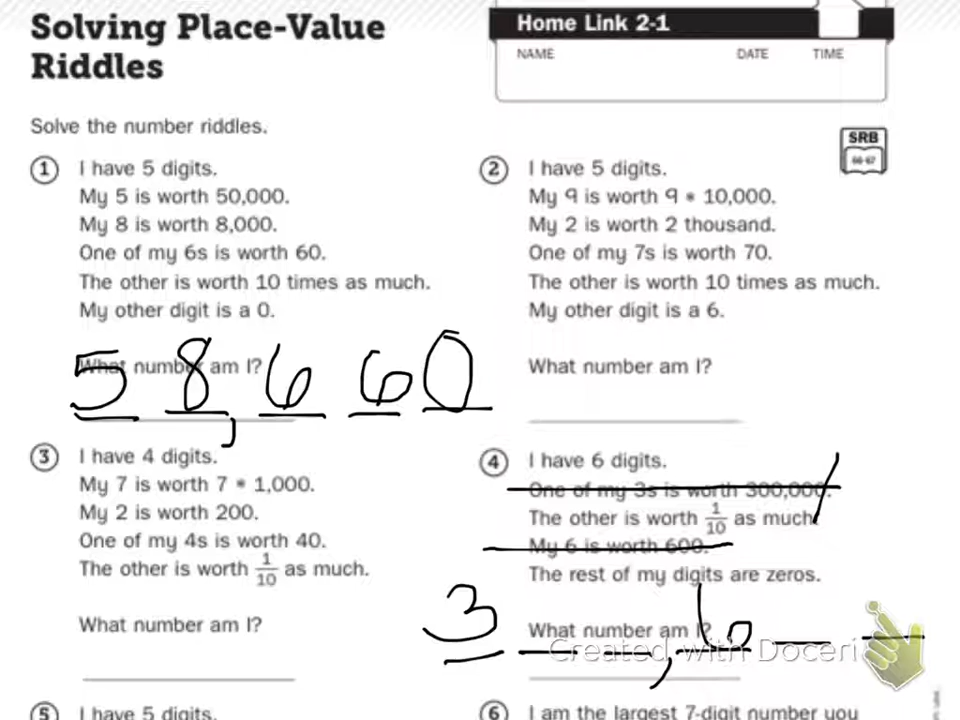 Solving Place-Value
Riddles
Home Link 2-1
NAME DATE TIME
Solve the number riddles.
SRB
66-67
1 I have 5 digits.
My 5 is worth 50,000.
My 8 is worth 8,000.
One of my 6s is worth 60.
The other is worth 10 times as much.
My other digit is a 0.
What number am I?
58,660
2 I have 5 digits.
My 9 is worth 9 * 10,000.
My 2 is worth 2 thousand.
One of my 7s is worth 70.
The other is worth 10 times as much.
My other digit is a 6.
What number am I?
3 I have 4 digits.
My 7 is worth 7 * 1,000.
My 2 is worth 200.
One of my 4s is worth 40.
The other is worth 1/10 as much.
What number am I?
4 I have 6 digits.
One of my 3s is worth 300,000.
The other is worth 1/10 as much.
My 6 is worth 600.
The rest of my digits are zeros.
What number am I?
3 _ _, 6 _ _
Created with Doceri
5 I have 5 digits.
6 I am the largest 7-digit number you